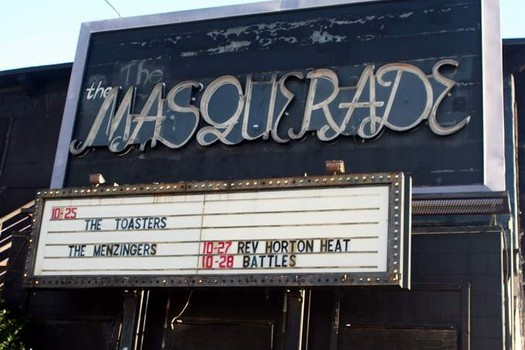 the MASQUERADE
10-25
THE TOASTERS
THE MENZINGERS
10-27 REV HORTON HEAT
10-28 BATTLES